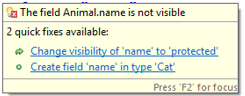 The field Animal.name is not visible
2 quick fixes available:
Change visibility of 'name' to 'protected'
Create field 'name' in type 'Cat'
Press 'F2' for focus